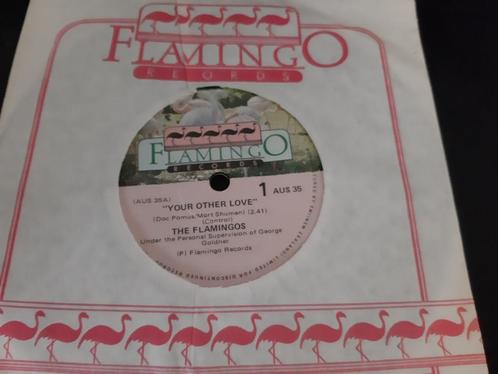 FLAMINGO
RECORDS
FLAMINGO
RECORDS
(AUS 35A)
1 AUS 35
"YOUR OTHER LOVE"
(Doc Pomus/Mort Shuman) (2.41)
(Control)
THE FLAMINGOS
Under the Personal Supervision of George
Goldner
(P) Flamingo Records